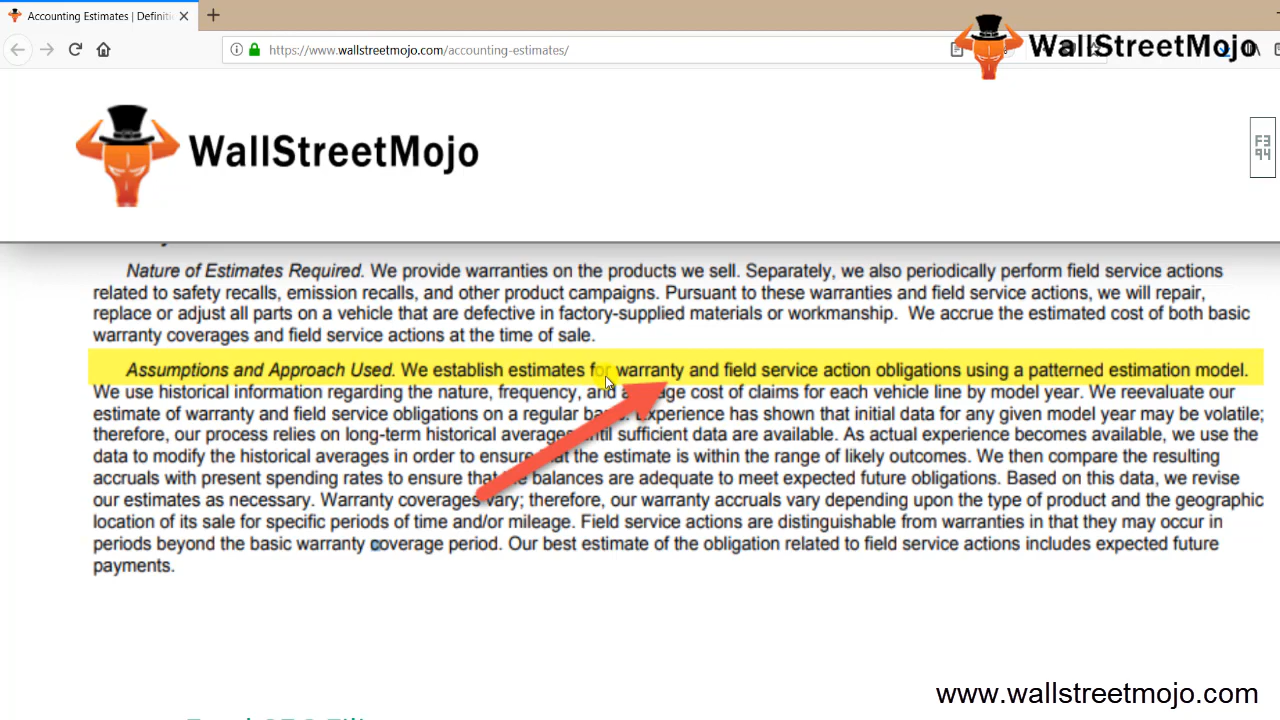 Accounting Estimates | Definiti
https://www.wallstreetmojo.com/accounting-estimates/
WallStreetMojo
WallStreetMojo
F3
94
Nature of Estimates Required. We provide warranties on the products we sell. Separately, we also periodically perform field service actions
related to safety recalls, emission recalls, and other product campaigns. Pursuant to these warranties and field service actions, we will repair,
replace or adjust all parts on a vehicle that are defective in factory-supplied materials or workmanship. We accrue the estimated cost of both basic
warranty coverages and field service actions at the time of sale.
Assumptions and Approach Used. We establish estimates for warranty and field service action obligations using a patterned estimation model.
We use historical information regarding the nature, frequency, and average cost of claims for each vehicle line by model year. We reevaluate our
estimate of warranty and field service obligations on a regular basis. Experience has shown that initial data for any given model year may be volatile;
therefore, our process relies on long-term historical averages until sufficient data are available. As actual experience becomes available, we use the
data to modify the historical averages in order to ensure that the estimate is within the range of likely outcomes. We then compare the resulting
accruals with present spending rates to ensure that the balances are adequate to meet expected future obligations. Based on this data, we revise
our estimates as necessary. Warranty coverages vary; therefore, our warranty accruals vary depending upon the type of product and the geographic
location of its sale for specific periods of time and/or mileage. Field service actions are distinguishable from warranties in that they may occur in
periods beyond the basic warranty coverage period. Our best estimate of the obligation related to field service actions includes expected future
payments.
www.wallstreetmojo.com